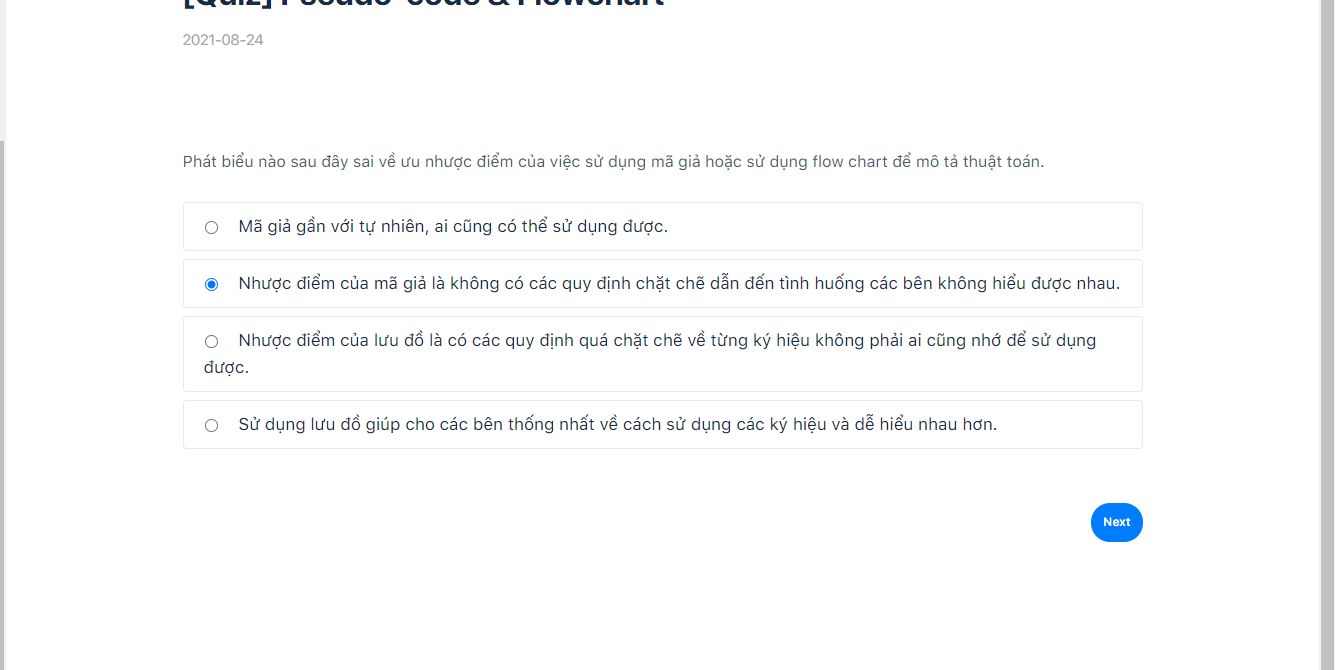 [Quiz] Pseudo-code & Flowchart
2021-08-24
Phát biểu nào sau đây sai về ưu nhược điểm của việc sử dụng mã giả hoặc sử dụng flow chart để mô tả thuật toán.
Mã giả gần với tự nhiên, ai cũng có thể sử dụng được.
Nhược điểm của mã giả là không có các quy định chặt chẽ dẫn đến tình huống các bên không hiểu được nhau.
Nhược điểm của lưu đồ là có các quy định quá chặt chẽ về từng ký hiệu không phải ai cũng nhớ để sử dụng
được.
Sử dụng lưu đồ giúp cho các bên thống nhất về cách sử dụng các ký hiệu và dễ hiểu nhau hơn.
Next